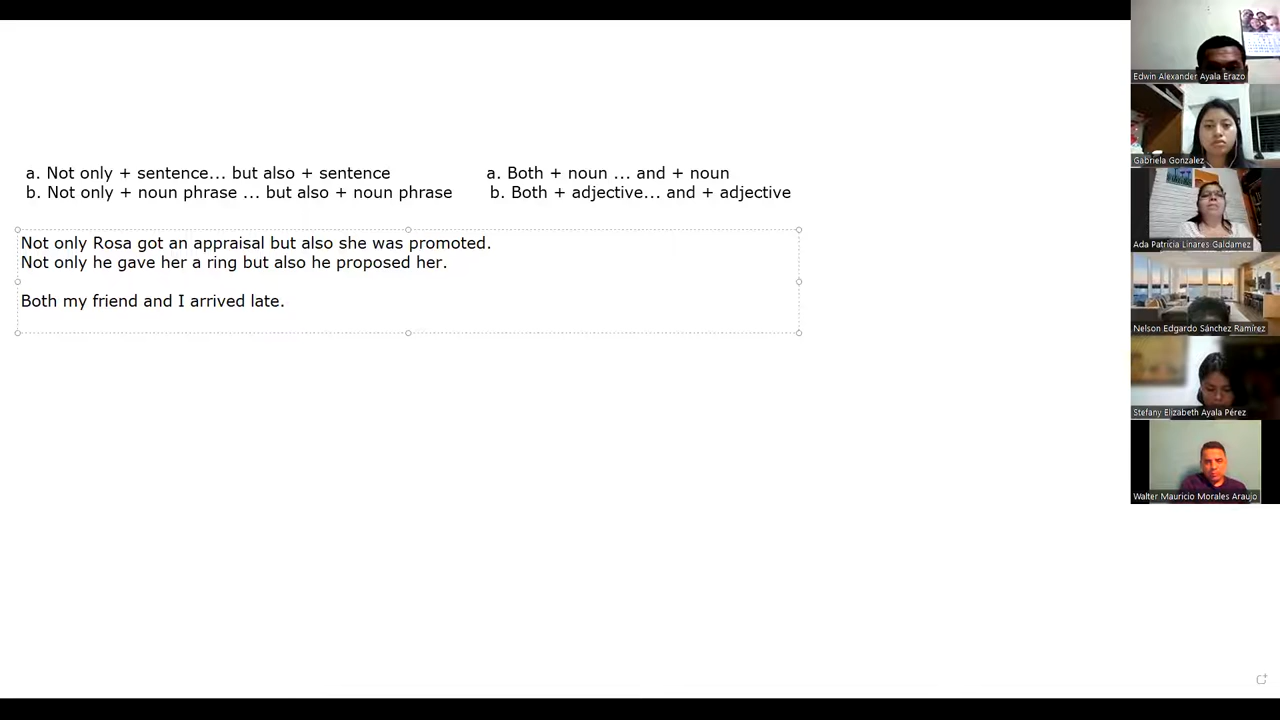 a. Not only + sentence... but also + sentence
b. Not only + noun phrase ... but also + noun phrase
a. Both + noun ... and + noun
b. Both + adjective... and + adjective
Not only Rosa got an appraisal but also she was promoted.
Not only he gave her a ring but also he proposed her.
Both my friend and I arrived late.
Edwin Alexander Ayala Erazo
Gabriela Gonzalez
Ada Patricia Linares Galdamez
Nelson Edgardo Sánchez Ramírez
Stefany Elizabeth Ayala Pérez
Walter Mauricio Morales Araujo